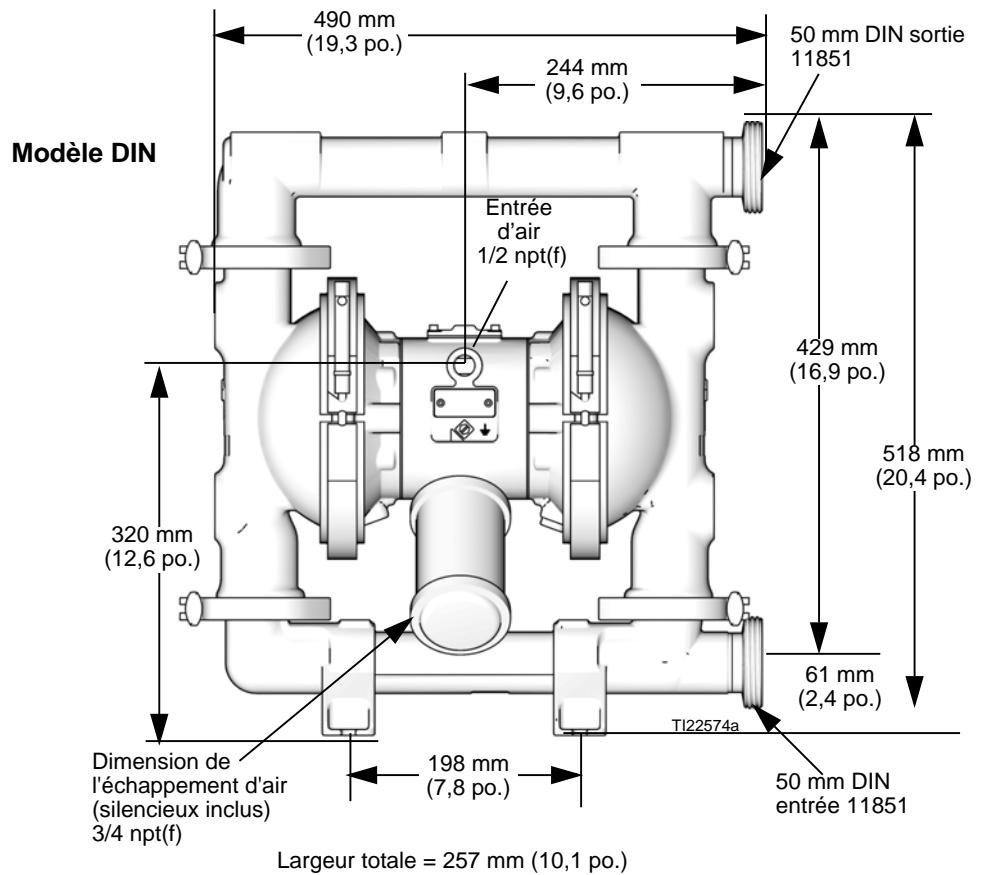 490 mm
(19,3 po.)
50 mm DIN sortie
11851
244 mm
(9,6 po.)
Modèle DIN
Entrée
d'air
1/2 npt(f)
429 mm
(16,9 po.)
518 mm
(20,4 po.)
320 mm
(12,6 po.)
61 mm
(2,4 po.)
TI22574a
Dimension de
l'échappement d'air
(silencieux inclus)
3/4 npt(f)
198 mm
(7,8 po.)
50 mm DIN
entrée 11851
Largeur totale = 257 mm (10,1 po.)